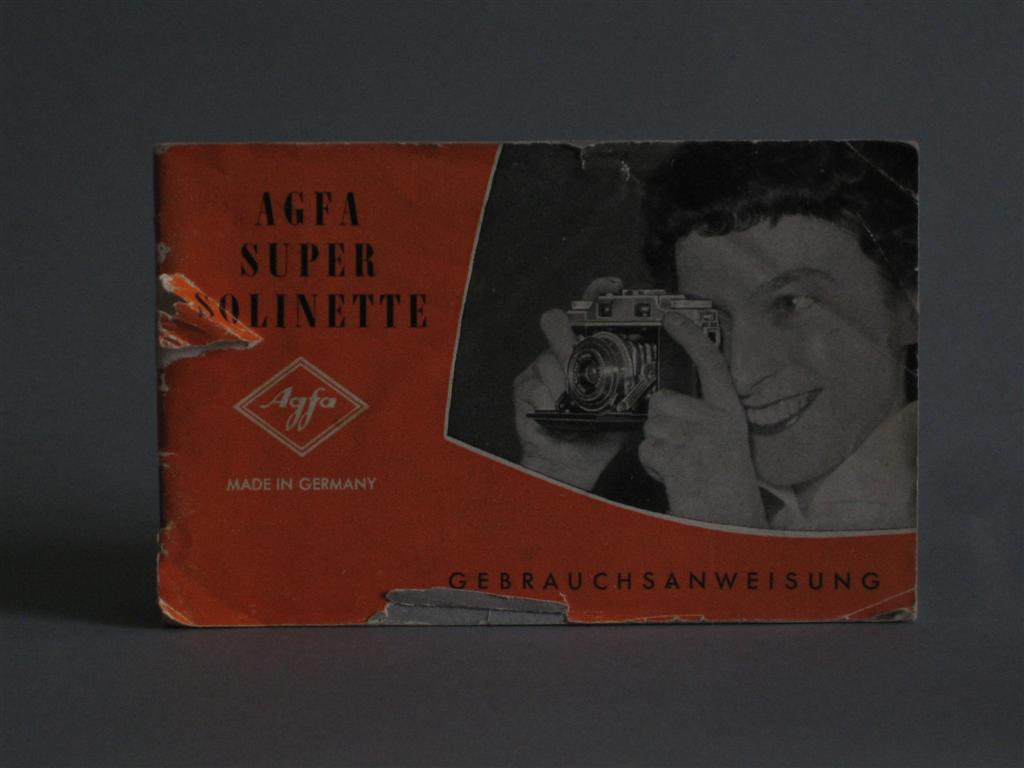 AGFA
SUPER
SOLINETTE
Agfa
MADE IN GERMANY
GEBRAUCHSANWEISUNG